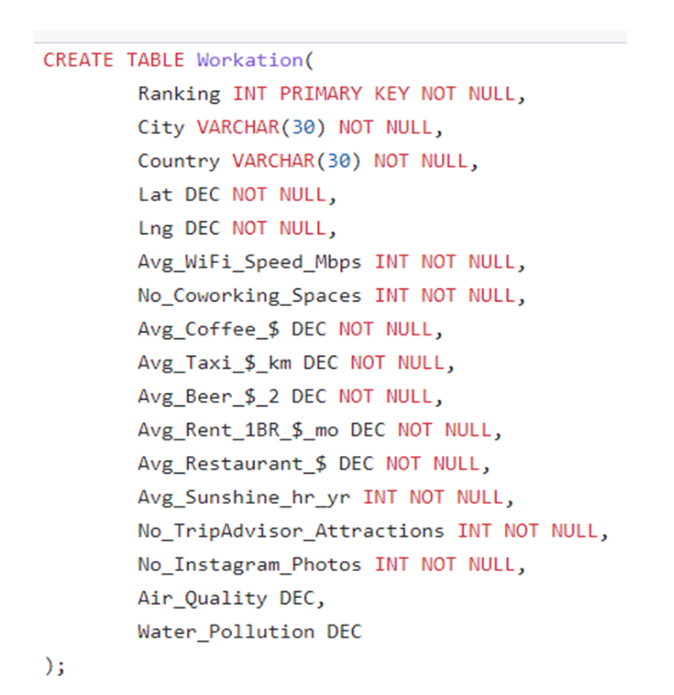 CREATE TABLE Workation(
Ranking INT PRIMARY KEY NOT NULL,
City VARCHAR(30) NOT NULL,
Country VARCHAR(30) NOT NULL,
Lat DEC NOT NULL,
Lng DEC NOT NULL,
Avg_WiFi_Speed_Mbps INT NOT NULL,
No_Coworking_Spaces INT NOT NULL,
Avg_Coffee_$ DEC NOT NULL,
Avg_Taxi_$_km DEC NOT NULL,
Avg_Beer_$_2 DEC NOT NULL,
Avg_Rent_1BR_$_mo DEC NOT NULL,
Avg_Restaurant_$ DEC NOT NULL,
Avg_Sunshine_hr_yr INT NOT NULL,
No_TripAdvisor_Attractions INT NOT NULL,
No_Instagram_Photos INT NOT NULL,
Air_Quality DEC,
Water_Pollution DEC
);